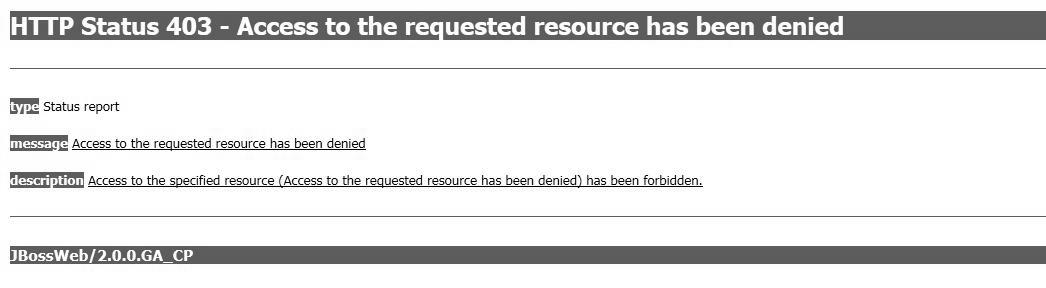 HTTP Status 403 - Access to the requested resource has been denied
type Status report
message Access to the requested resource has been denied
description Access to the specified resource (Access to the requested resource has been denied) has been forbidden.
JBossWeb/2.0.0.GA_CP